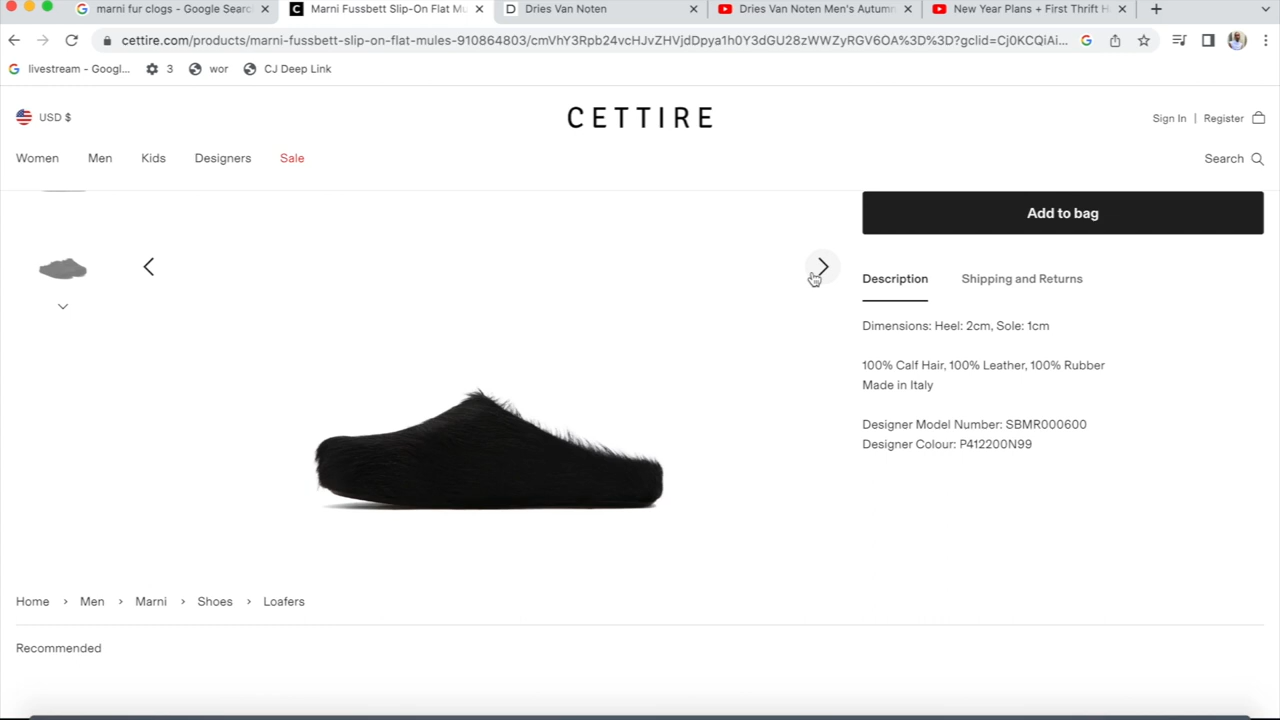 marni fur clogs - Google Searc
Marni Fussbett Slip-On Flat Mu
Dries Van Noten
Dries Van Noten Men's Autumn
New Year Plans + First Thrift H
cettire.com/products/marni-fussbett-slip-on-flat-mules-910864803/cmVhY3Rpb24vcHJvZHVjdDpya1h0Y3dGU28zWWZyRGV6OA%3D%3D?gclid=Cj0KCQiAi...
livestream - Googl...
3
wor
CJ Deep Link
USD $
CETTIRE
Sign In | Register
Women
Men
Kids
Designers
Sale
Search
Add to bag
Description
Shipping and Returns
Dimensions: Heel: 2cm, Sole: 1cm
100% Calf Hair, 100% Leather, 100% Rubber
Made in Italy
Designer Model Number: SBMR000600
Designer Colour: P412200N99
Home > Men > Marni > Shoes > Loafers
Recommended